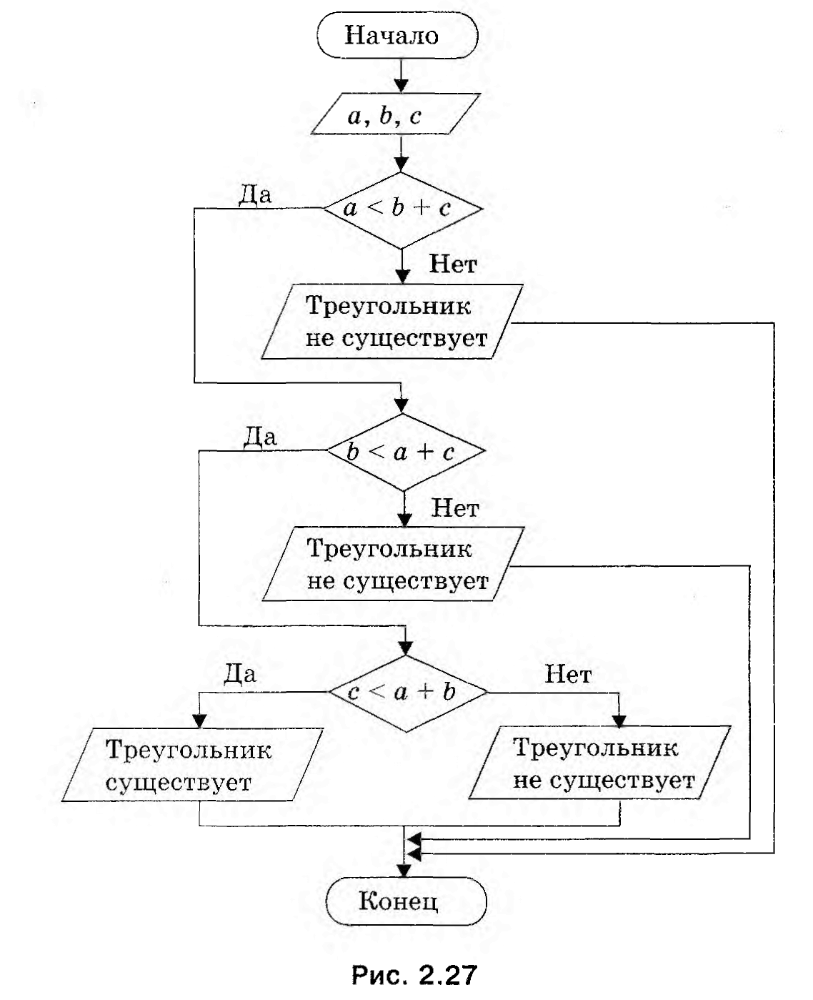 Начало
a, b, c
Да
a < b + c
Нет
Треугольник
не существует
Да
b < a + c
Нет
Треугольник
не существует
Да
c < a + b
Нет
Треугольник
существует
Треугольник
не существует
Конец
Рис. 2.27